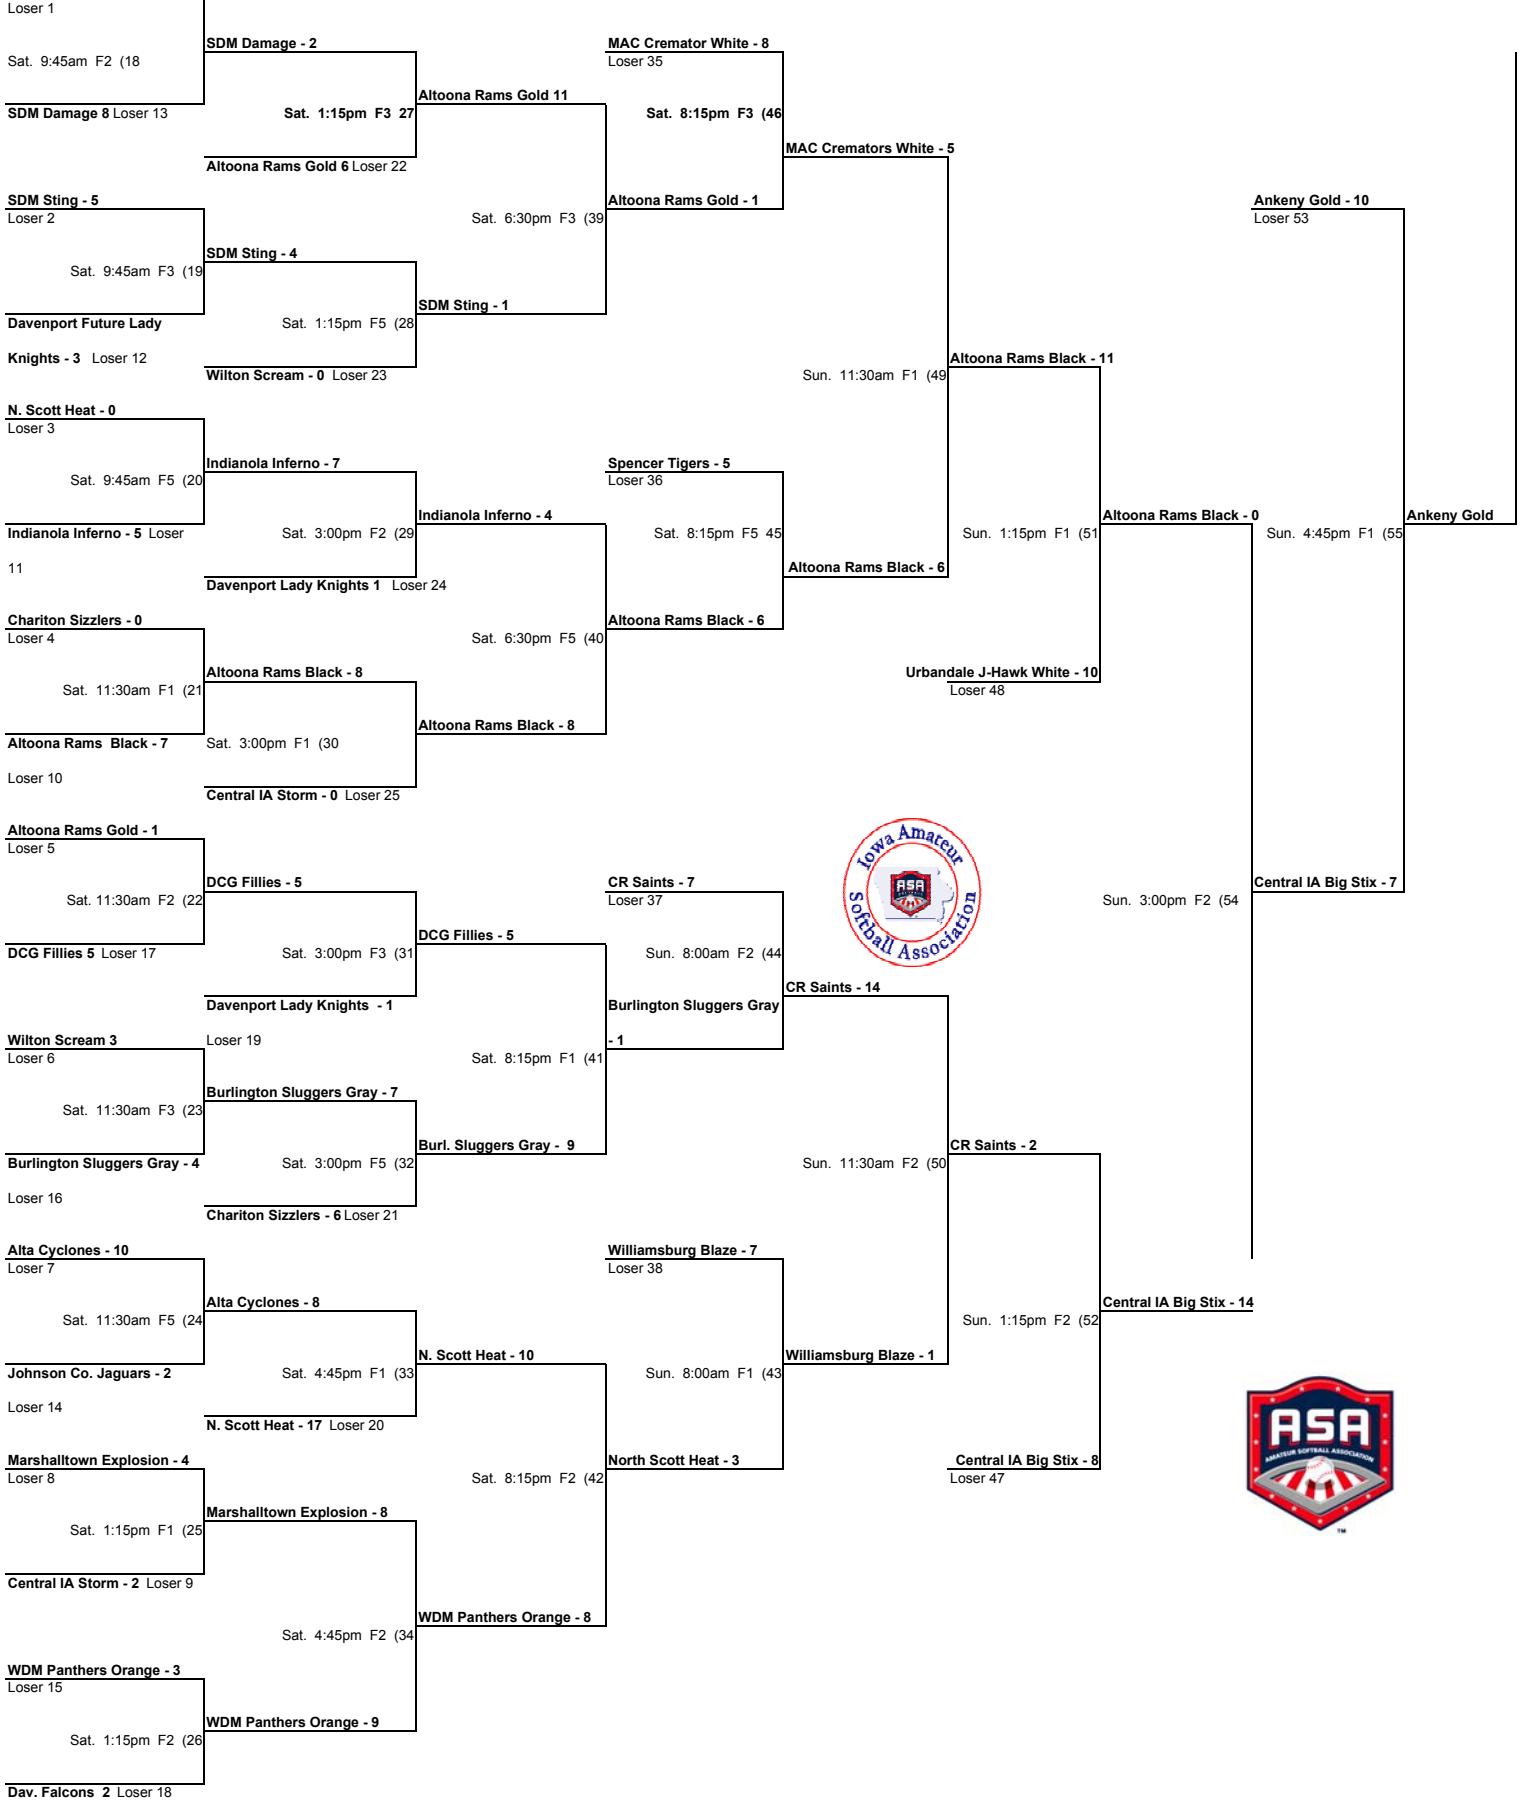 Loser 1
SDM Damage - 2
MAC Cremator White - 8
Sat. 9:45am F2 (18
Loser 35
Altoona Rams Gold 11
SDM Damage 8 Loser 13
Sat. 1:15pm F3 27
Sat. 8:15pm F3 (46
MAC Cremators White - 5
Altoona Rams Gold 6 Loser 22
SDM Sting - 5
Altoona Rams Gold - 1
Ankeny Gold - 10
Loser 2
Sat. 6:30pm F3 (39
Loser 53
SDM Sting - 4
Sat. 9:45am F3 (19
SDM Sting - 1
Davenport Future Lady
Sat. 1:15pm F5 (28
Knights - 3 Loser 12
Altoona Rams Black - 11
Wilton Scream - 0 Loser 23
Sun. 11:30am F1 (49
N. Scott Heat - 0
Loser 3
Indianola Inferno - 7
Spencer Tigers - 5
Sat. 9:45am F5 (20
Loser 36
Indianola Inferno - 4
Altoona Rams Black - 0
Ankeny Gold
Indianola Inferno - 5 Loser
Sat. 3:00pm F2 (29
Sat. 8:15pm F5 45
Sun. 1:15pm F1 (51
Sun. 4:45pm F1 (55
11
Altoona Rams Black - 6
Davenport Lady Knights 1 Loser 24
Chariton Sizzlers - 0
Altoona Rams Black - 6
Loser 4
Sat. 6:30pm F5 (40
Altoona Rams Black - 8
Urbandale J-Hawk White - 10
Sat. 11:30am F1 (21
Loser 48
Altoona Rams Black - 8
Altoona Rams Black - 7
Sat. 3:00pm F1 (30
Loser 10
Central IA Storm - 0 Loser 25
Altoona Rams Gold - 1
Iowa Amateur
Loser 5
DCG Fillies - 5
CR Saints - 7
ASA
Central IA Big Stix - 7
Sat. 11:30am F2 (22
Loser 37
Softball Association
Sun. 3:00pm F2 (54
DCG Fillies - 5
DCG Fillies 5 Loser 17
Sat. 3:00pm F3 (31
Sun. 8:00am F2 (44
CR Saints - 14
Davenport Lady Knights - 1
Burlington Sluggers Gray
Wilton Scream 3
Loser 19
- 1
Loser 6
Sat. 8:15pm F1 (41
Burlington Sluggers Gray - 7
Sat. 11:30am F3 (23
Burl. Sluggers Gray - 9
CR Saints - 2
Burlington Sluggers Gray - 4
Sat. 3:00pm F5 (32
Sun. 11:30am F2 (50
Loser 16
Chariton Sizzlers - 6 Loser 21
Alta Cyclones - 10
Williamsburg Blaze - 7
Loser 7
Loser 38
Alta Cyclones - 8
Central IA Big Stix - 14
Sat. 11:30am F5 (24
Sun. 1:15pm F2 (52
N. Scott Heat - 10
Williamsburg Blaze - 1
Johnson Co. Jaguars - 2
Sat. 4:45pm F1 (33
Sun. 8:00am F1 (43
Loser 14
N. Scott Heat - 17 Loser 20
ASA
AMATEUR SOFTBALL ASSOCIATION
Marshalltown Explosion - 4
North Scott Heat - 3
Central IA Big Stix - 8
Loser 8
Sat. 8:15pm F2 (42
Loser 47
Marshalltown Explosion - 8
Sat. 1:15pm F1 (25
TM
Central IA Storm - 2 Loser 9
WDM Panthers Orange - 8
Sat. 4:45pm F2 (34
WDM Panthers Orange - 3
Loser 15
WDM Panthers Orange - 9
Sat. 1:15pm F2 (26
Dav. Falcons 2 Loser 18